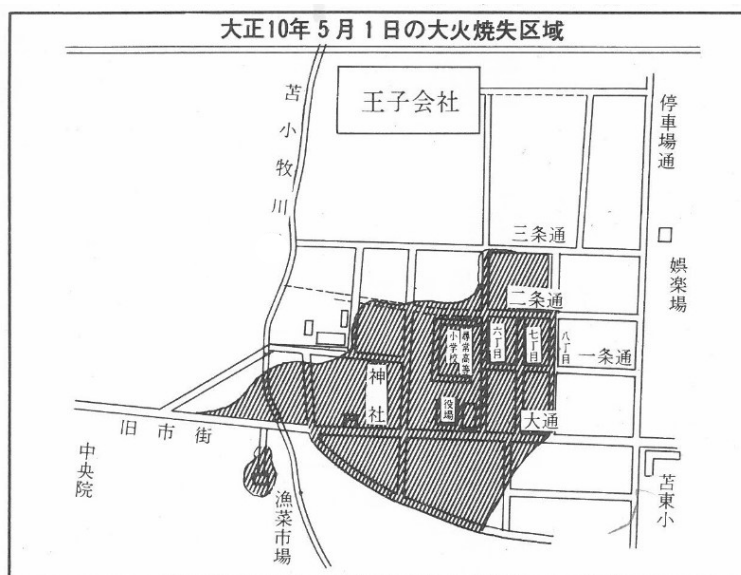 大正10年5月1日の大火焼失区域
王子会社
苫小牧川
停車場通
三条通
娯楽場
二条通
尋常高等
小学校
六丁目
七丁目
八丁目
一条通
神社
役場
大通
旧市街
中央院
漁菜市場
苫東小